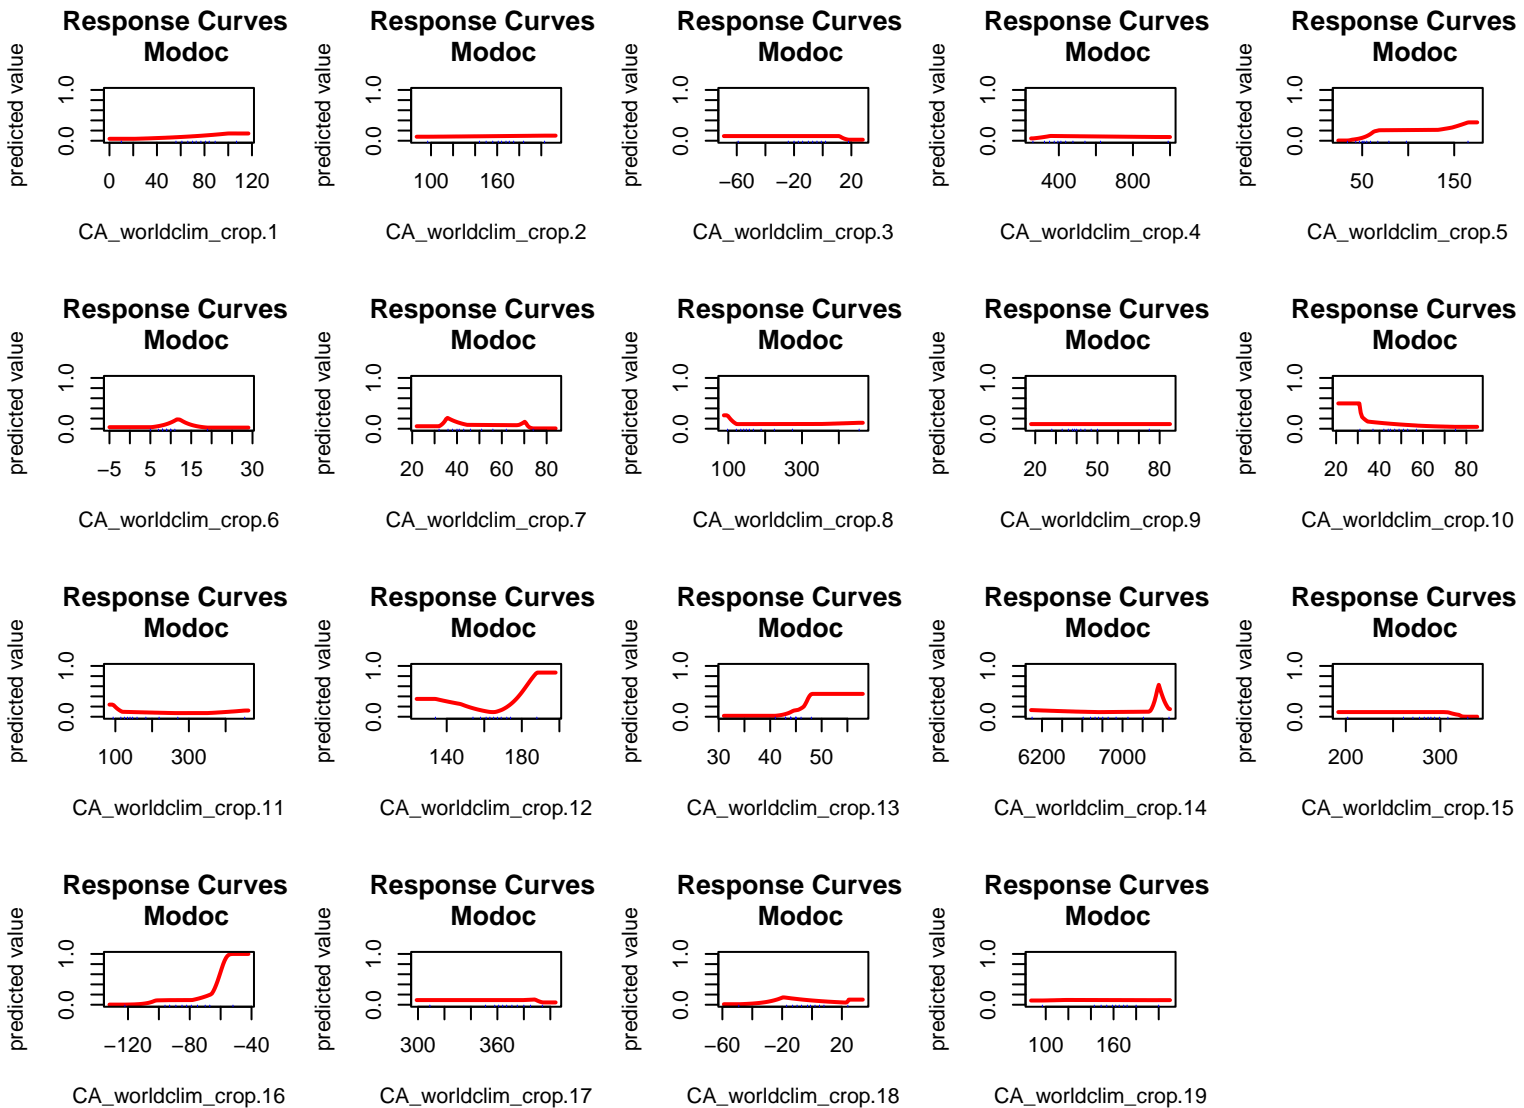 Response Curves
Modoc
predicted value
0.0 1.0
0 40 80 120
CA_worldclim_crop.1
Response Curves
Modoc
predicted value
0.0 1.0
100 160
CA_worldclim_crop.2
Response Curves
Modoc
predicted value
0.0 1.0
−60 −20 20
CA_worldclim_crop.3
Response Curves
Modoc
predicted value
0.0 1.0
400 800
CA_worldclim_crop.4
Response Curves
Modoc
predicted value
0.0 1.0
50 150
CA_worldclim_crop.5
Response Curves
Modoc
predicted value
0.0 1.0
−5 5 15 30
CA_worldclim_crop.6
Response Curves
Modoc
predicted value
0.0 1.0
20 40 60 80
CA_worldclim_crop.7
Response Curves
Modoc
predicted value
0.0 1.0
100 300
CA_worldclim_crop.8
Response Curves
Modoc
predicted value
0.0 1.0
20 50 80
CA_worldclim_crop.9
Response Curves
Modoc
predicted value
0.0 1.0
20 40 60 80
CA_worldclim_crop.10
Response Curves
Modoc
predicted value
0.0 1.0
100 300
CA_worldclim_crop.11
Response Curves
Modoc
predicted value
0.0 1.0
140 180
CA_worldclim_crop.12
Response Curves
Modoc
predicted value
0.0 1.0
30 40 50
CA_worldclim_crop.13
Response Curves
Modoc
predicted value
0.0 1.0
6200 7000
CA_worldclim_crop.14
Response Curves
Modoc
predicted value
0.0 1.0
200 300
CA_worldclim_crop.15
Response Curves
Modoc
predicted value
0.0 1.0
−120 −80 −40
CA_worldclim_crop.16
Response Curves
Modoc
predicted value
0.0 1.0
300 360
CA_worldclim_crop.17
Response Curves
Modoc
predicted value
0.0 1.0
−60 −20 20
CA_worldclim_crop.18
Response Curves
Modoc
predicted value
0.0 1.0
100 160
CA_worldclim_crop.19